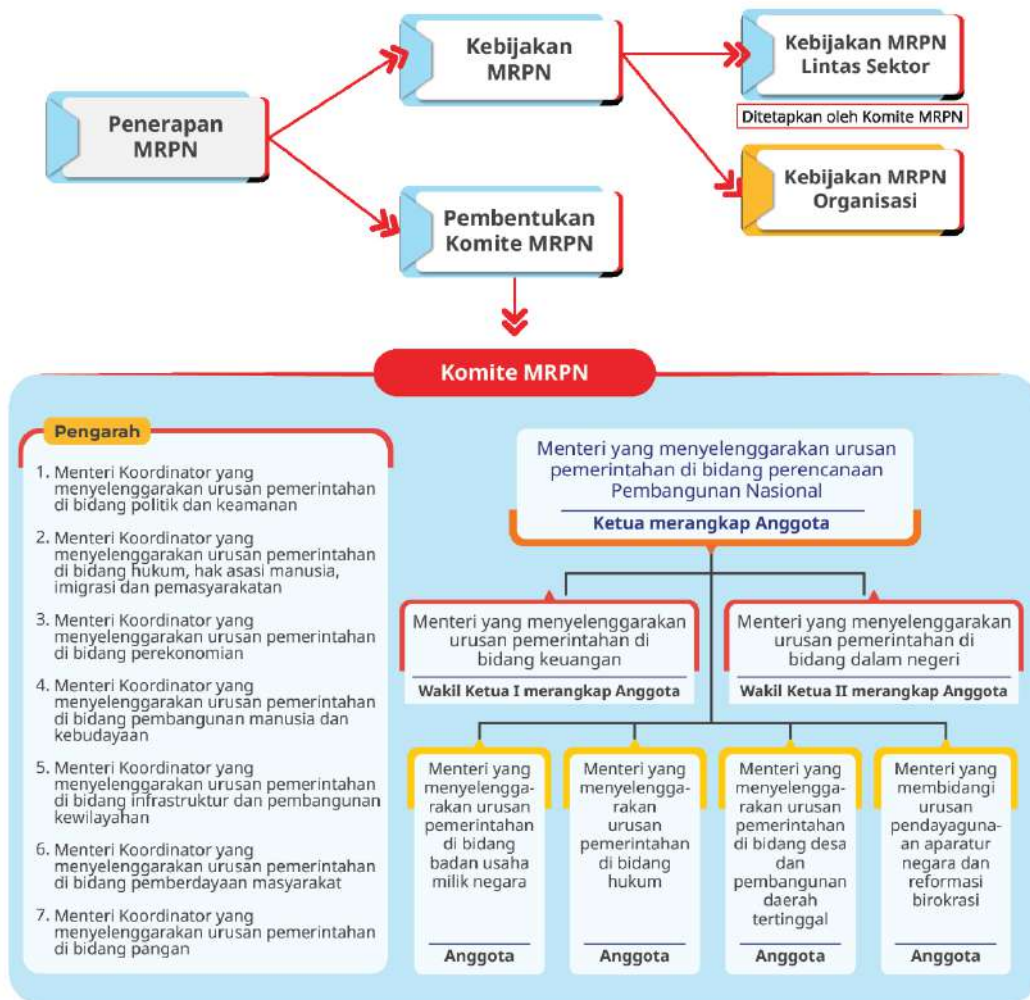 Kebijakan
MRPN
Kebijakan MRPN
Lintas Sektor
Ditetapkan oleh Komite MRPN
Penerapan
MRPN
Kebijakan MRPN
Organisasi
Pembentukan
Komite MRPN
Komite MRPN
Pengarah
1. Menteri Koordinator yang
menyelenggarakan urusan pemerintahan
di bidang politik dan keamanan
2. Menteri Koordinator yang
menyelenggarakan urusan pemerintahan
di bidang hukum, hak asasi manusia,
imigrasi dan pemasyarakatan
3. Menteri Koordinator yang
menyelenggarakan urusan pemerintahan
di bidang perekonomian
4. Menteri Koordinator yang
menyelenggarakan urusan pemerintahan
di bidang pembangunan manusia dan
kebudayaan
5. Menteri Koordinator yang
menyelenggarakan urusan pemerintahan
di bidang infrastruktur dan pembangunan
kewilayahan
6. Menteri Koordinator yang
menyelenggarakan urusan pemerintahan
di bidang pemberdayaan masyarakat
7. Menteri Koordinator yang
menyelenggarakan urusan pemerintahan
di bidang pangan
Menteri yang menyelenggarakan urusan
pemerintahan di bidang perencanaan
Pembangunan Nasional
Ketua merangkap Anggota
Menteri yang menyelenggarakan
urusan pemerintahan di
bidang keuangan
Wakil Ketua I merangkap Anggota
Menteri yang menyelenggarakan
urusan pemerintahan di
bidang dalam negeri
Wakil Ketua II merangkap Anggota
Menteri yang
menyelengga-
rakan urusan
pemerintahan
di bidang
badan usaha
milik negara
Anggota
Menteri yang
menyelengga-
rakan
urusan
pemerintahan
di bidang
hukum
Anggota
Menteri yang
menyelengga-
rakan urusan
pemerintahan
di bidang desa
dan
pembangunan
daerah
tertinggal
Anggota
Menteri yang
membidangi
urusan
pendayaguna-
an aparatur
negara dan
reformasi
birokrasi
Anggota